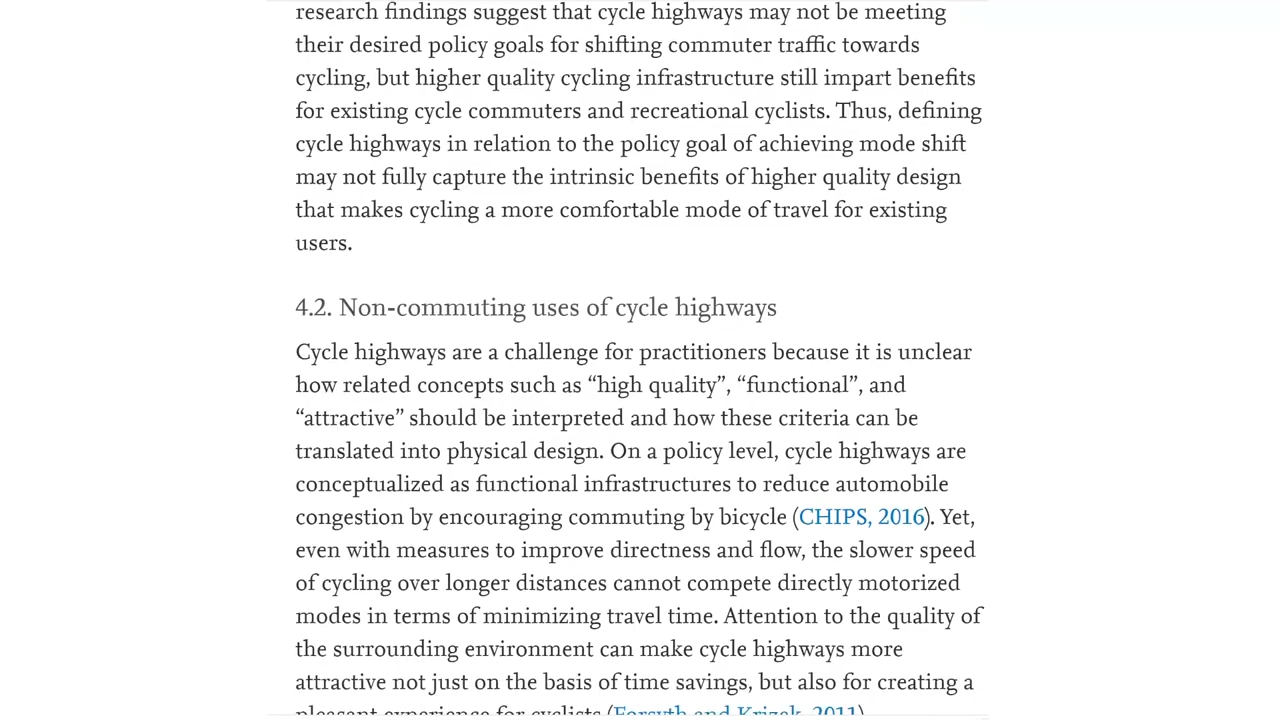 research findings suggest that cycle highways may not be meeting
their desired policy goals for shifting commuter traffic towards
cycling, but higher quality cycling infrastructure still impart benefits
for existing cycle commuters and recreational cyclists. Thus, defining
cycle highways in relation to the policy goal of achieving mode shift
may not fully capture the intrinsic benefits of higher quality design
that makes cycling a more comfortable mode of travel for existing
users.
4.2. Non-commuting uses of cycle highways
Cycle highways are a challenge for practitioners because it is unclear
how related concepts such as “high quality”, “functional”, and
“attractive” should be interpreted and how these criteria can be
translated into physical design. On a policy level, cycle highways are
conceptualized as functional infrastructures to reduce automobile
congestion by encouraging commuting by bicycle (CHIPS, 2016). Yet,
even with measures to improve directness and flow, the slower speed
of cycling over longer distances cannot compete directly motorized
modes in terms of minimizing travel time. Attention to the quality of
the surrounding environment can make cycle highways more
attractive not just on the basis of time savings, but also for creating a
pleasant experience for cyclists (Forsyth and Krizek, 2011)